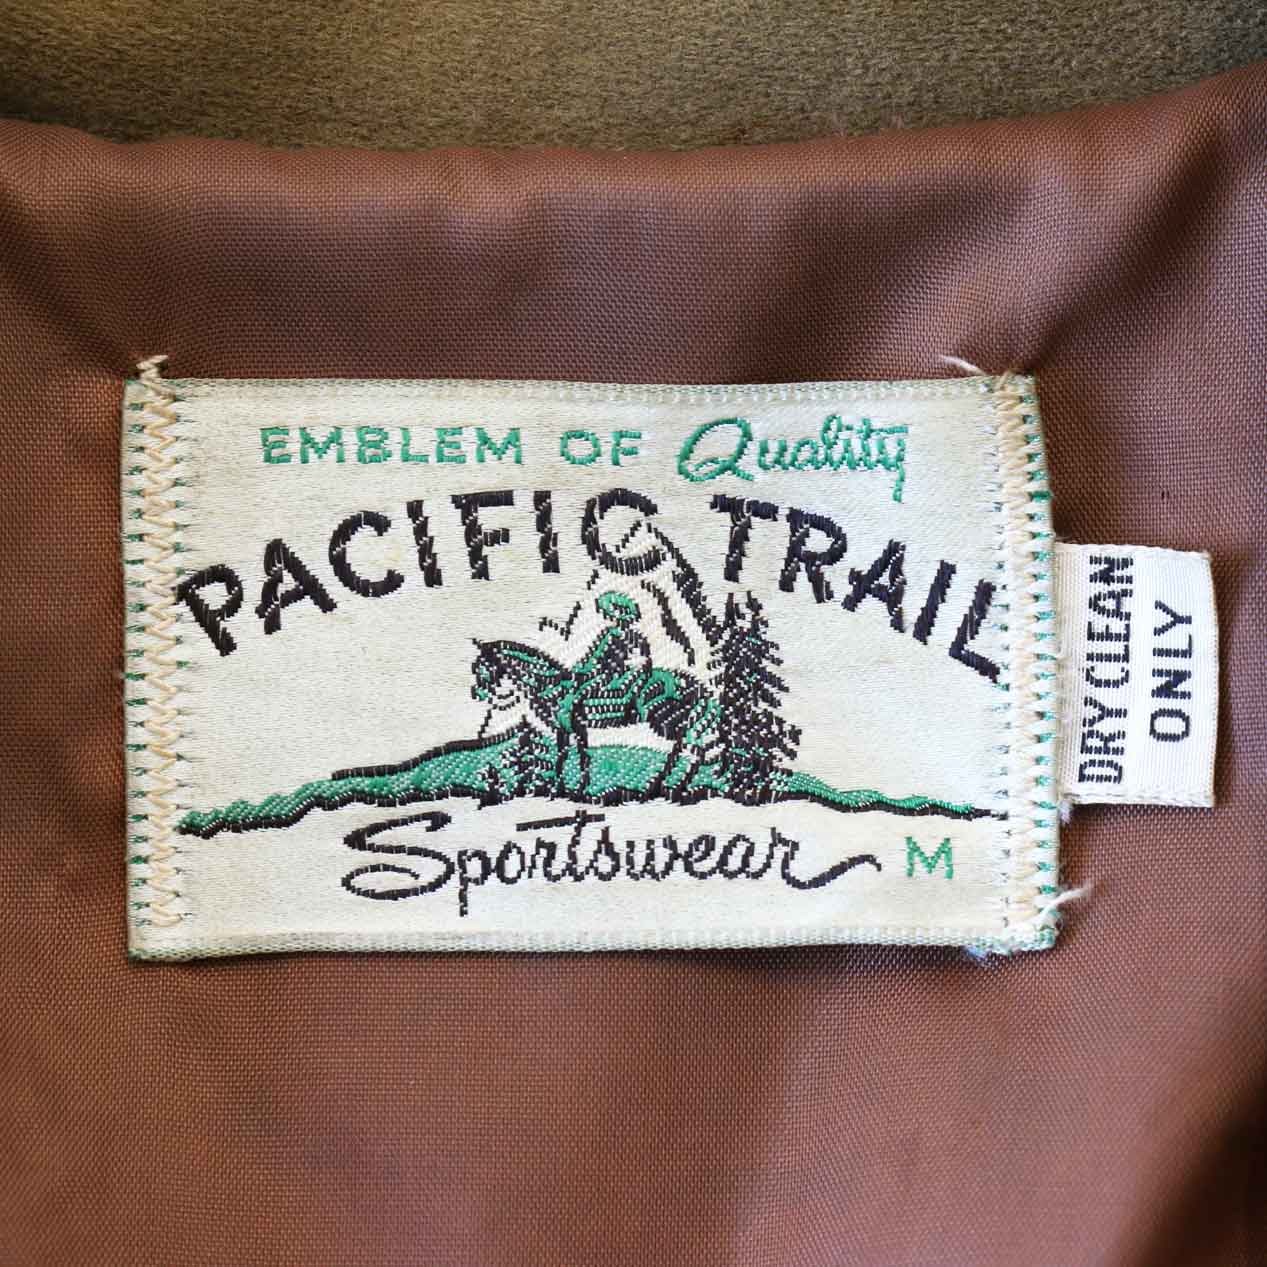 EMBLEM OF Quality
PACIFIC TRAIL
Sportswear M
DRY CLEAN
ONLY